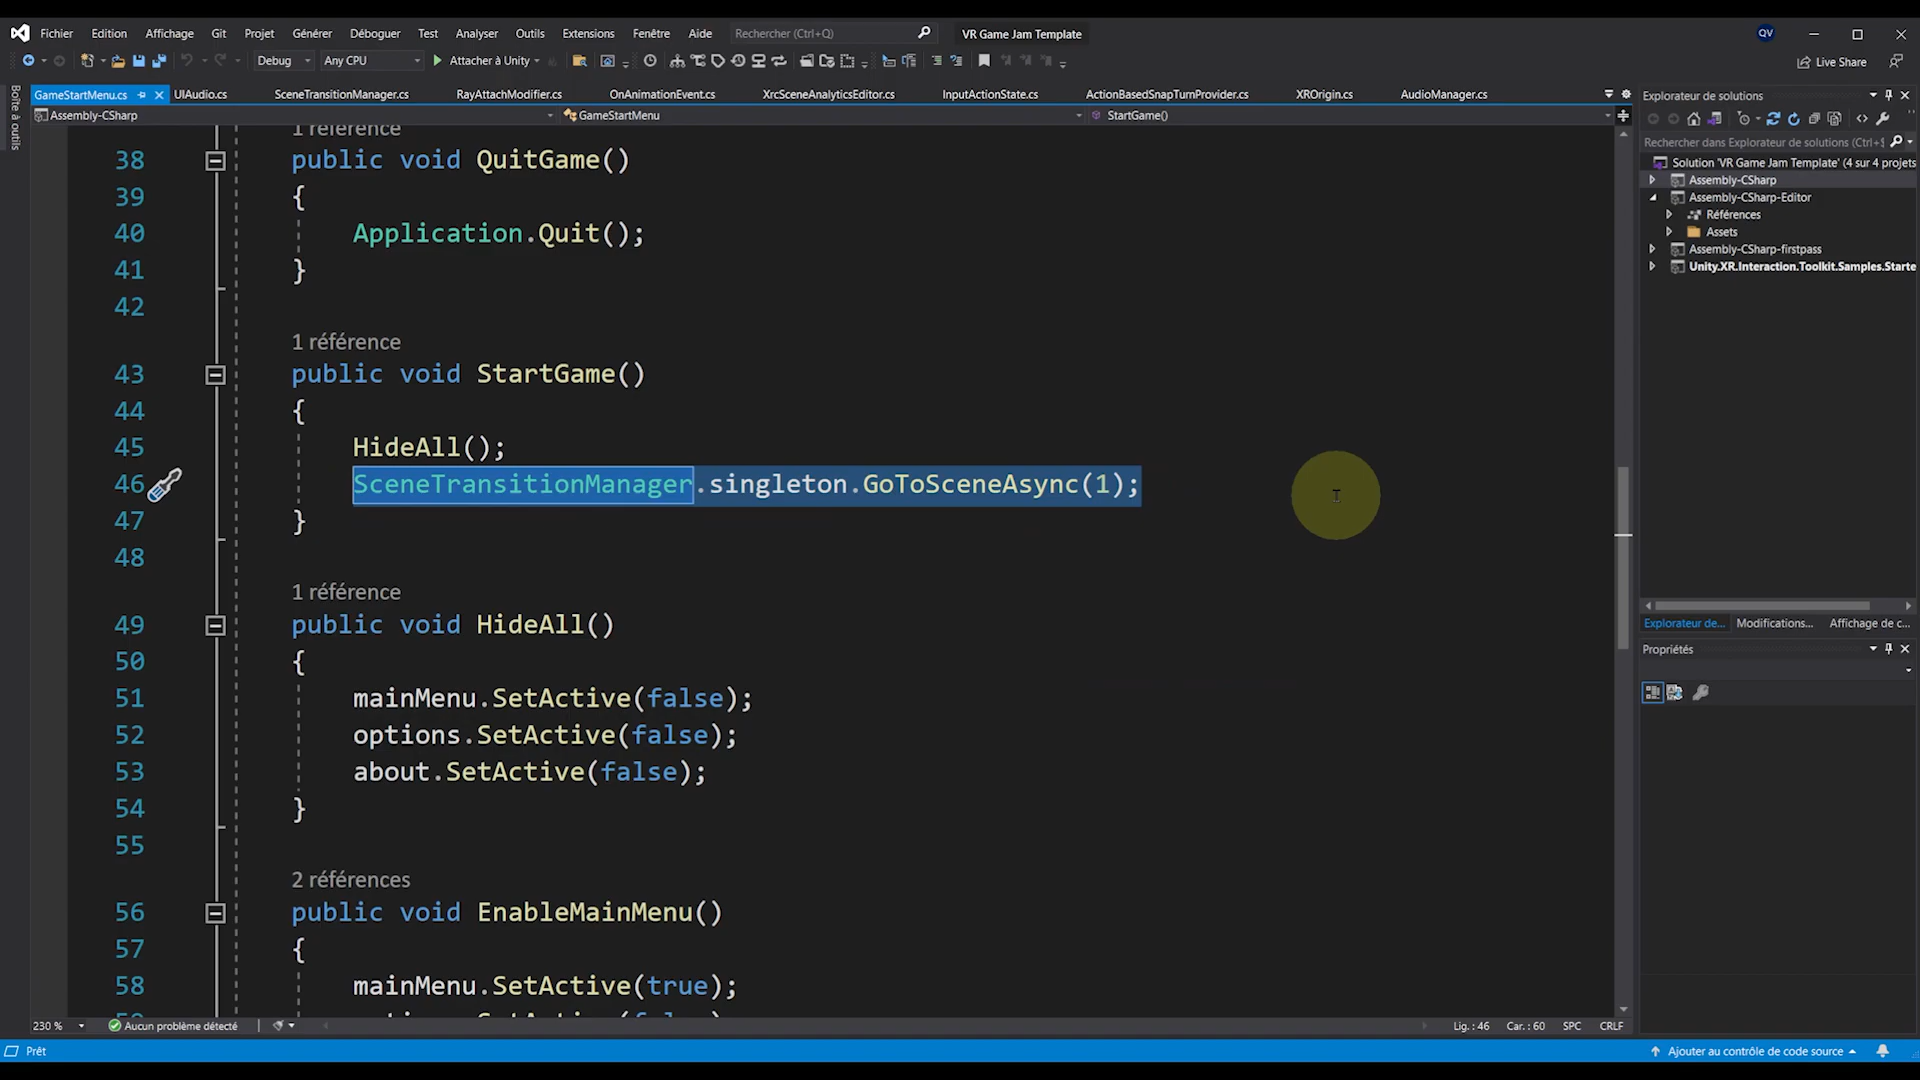 Fichier Edition Affichage Git Projet Générer Déboguer Test Analyser Outils Extensions Fenêtre Aide Rechercher (Ctrl+Q) VR Game Jam Template QV
Debug Any CPU Attacher à Unity Live Share
Boîte à outils
GameStartMenu.cs UIAudio.cs SceneTransitionManager.cs RayAttachModifier.cs OnAnimationEvent.cs XrcSceneAnalyticsEditor.cs InputActionState.cs ActionBasedSnapTurnProvider.cs XROrigin.cs AudioManager.cs
Assembly-CSharp GameStartMenu StartGame()
1 référence
38 public void QuitGame()
39 {
40 Application.Quit();
41 }
42
1 référence
43 public void StartGame()
44 {
45 HideAll();
46 SceneTransitionManager.singleton.GoToSceneAsync(1);
47 }
48
1 référence
49 public void HideAll()
50 {
51 mainMenu.SetActive(false);
52 options.SetActive(false);
53 about.SetActive(false);
54 }
55
2 références
56 public void EnableMainMenu()
57 {
58 mainMenu.SetActive(true);
Explorateur de solutions
Rechercher dans Explorateur de solutions (Ctrl+$
Solution 'VR Game Jam Template' (4 sur 4 projets
Assembly-CSharp
Assembly-CSharp-Editor
Références
Assets
Assembly-CSharp-firstpass
Unity.XR.Interaction.Toolkit.Samples.Starte
Explorateur de... Modifications... Affichage de c...
Propriétés
230 % Aucun problème détecté Lig. : 46 Car. : 60 SPC CRLF
Prêt Ajouter au contrôle de code source